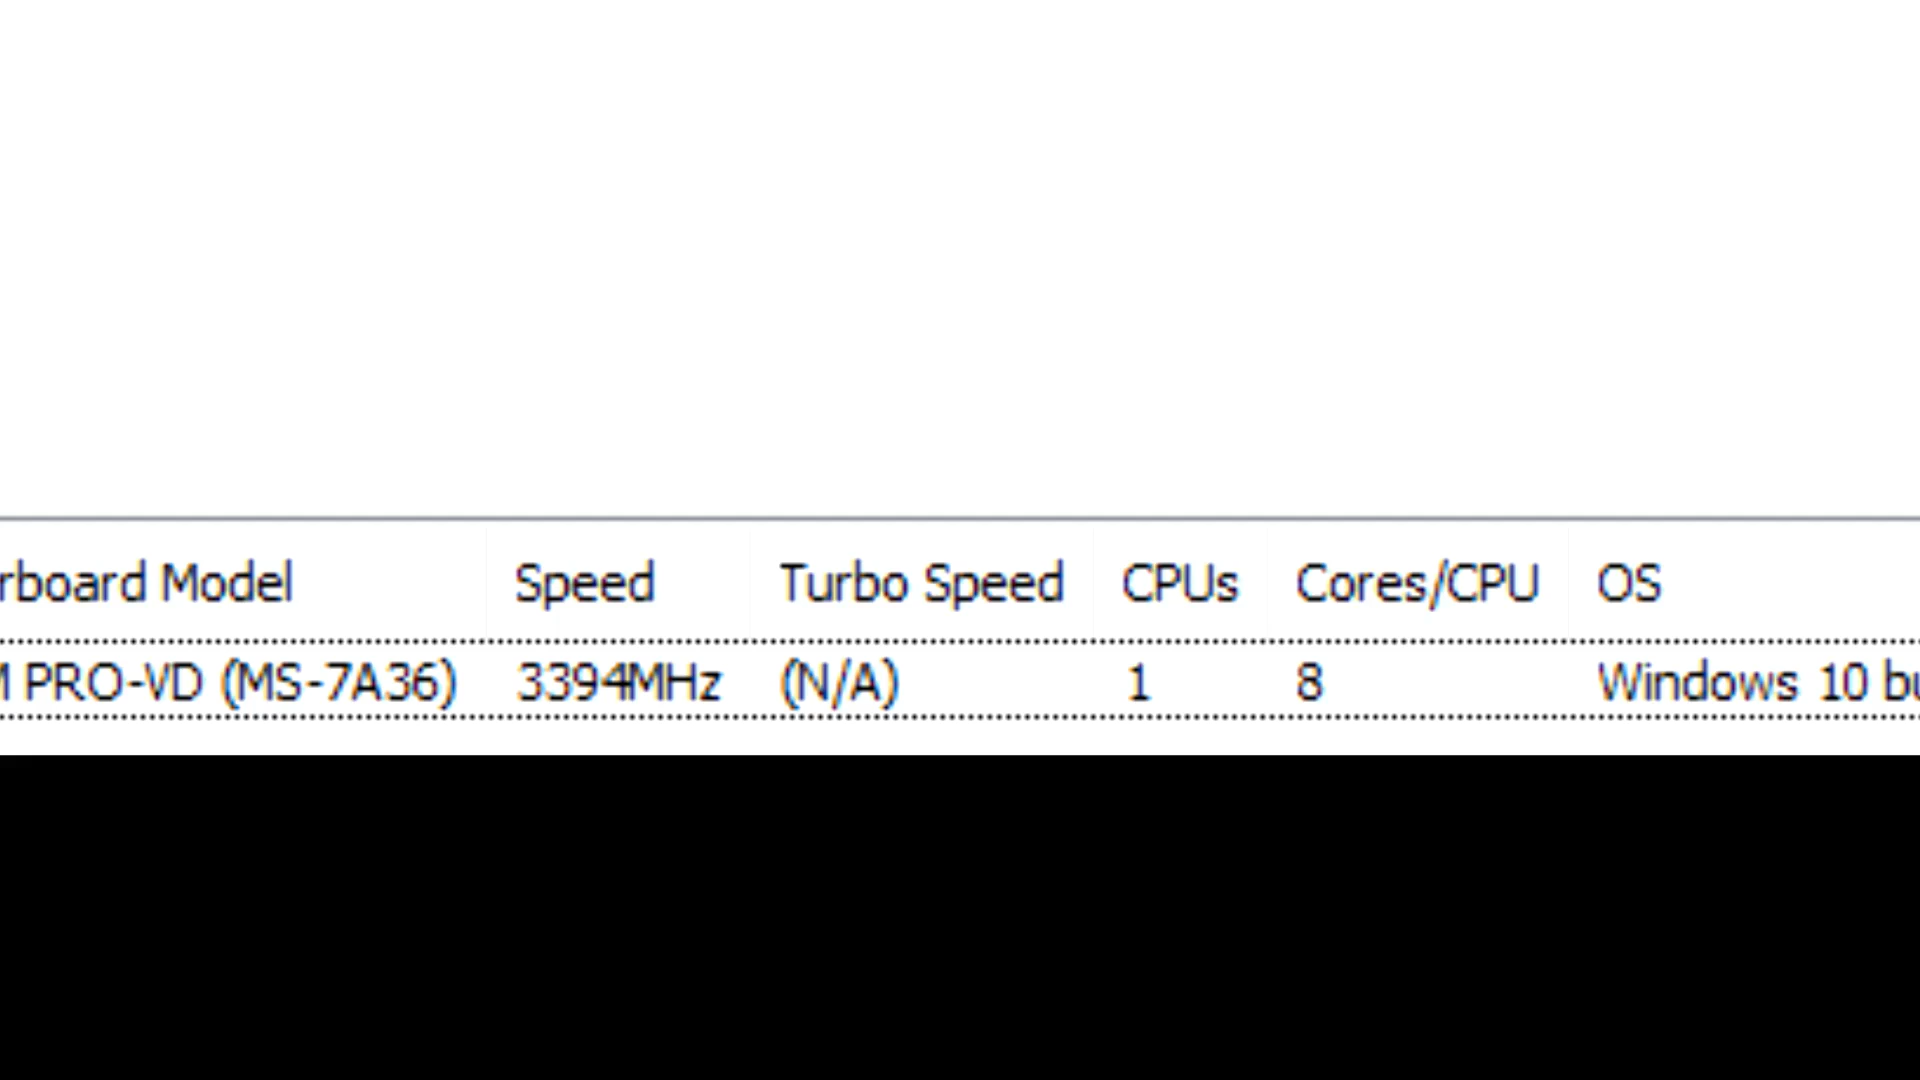 rboard Model Speed Turbo Speed CPUs Cores/CPU OS
M PRO-VD (MS-7A36) 3394MHz (N/A) 1 8 Windows 10 bu